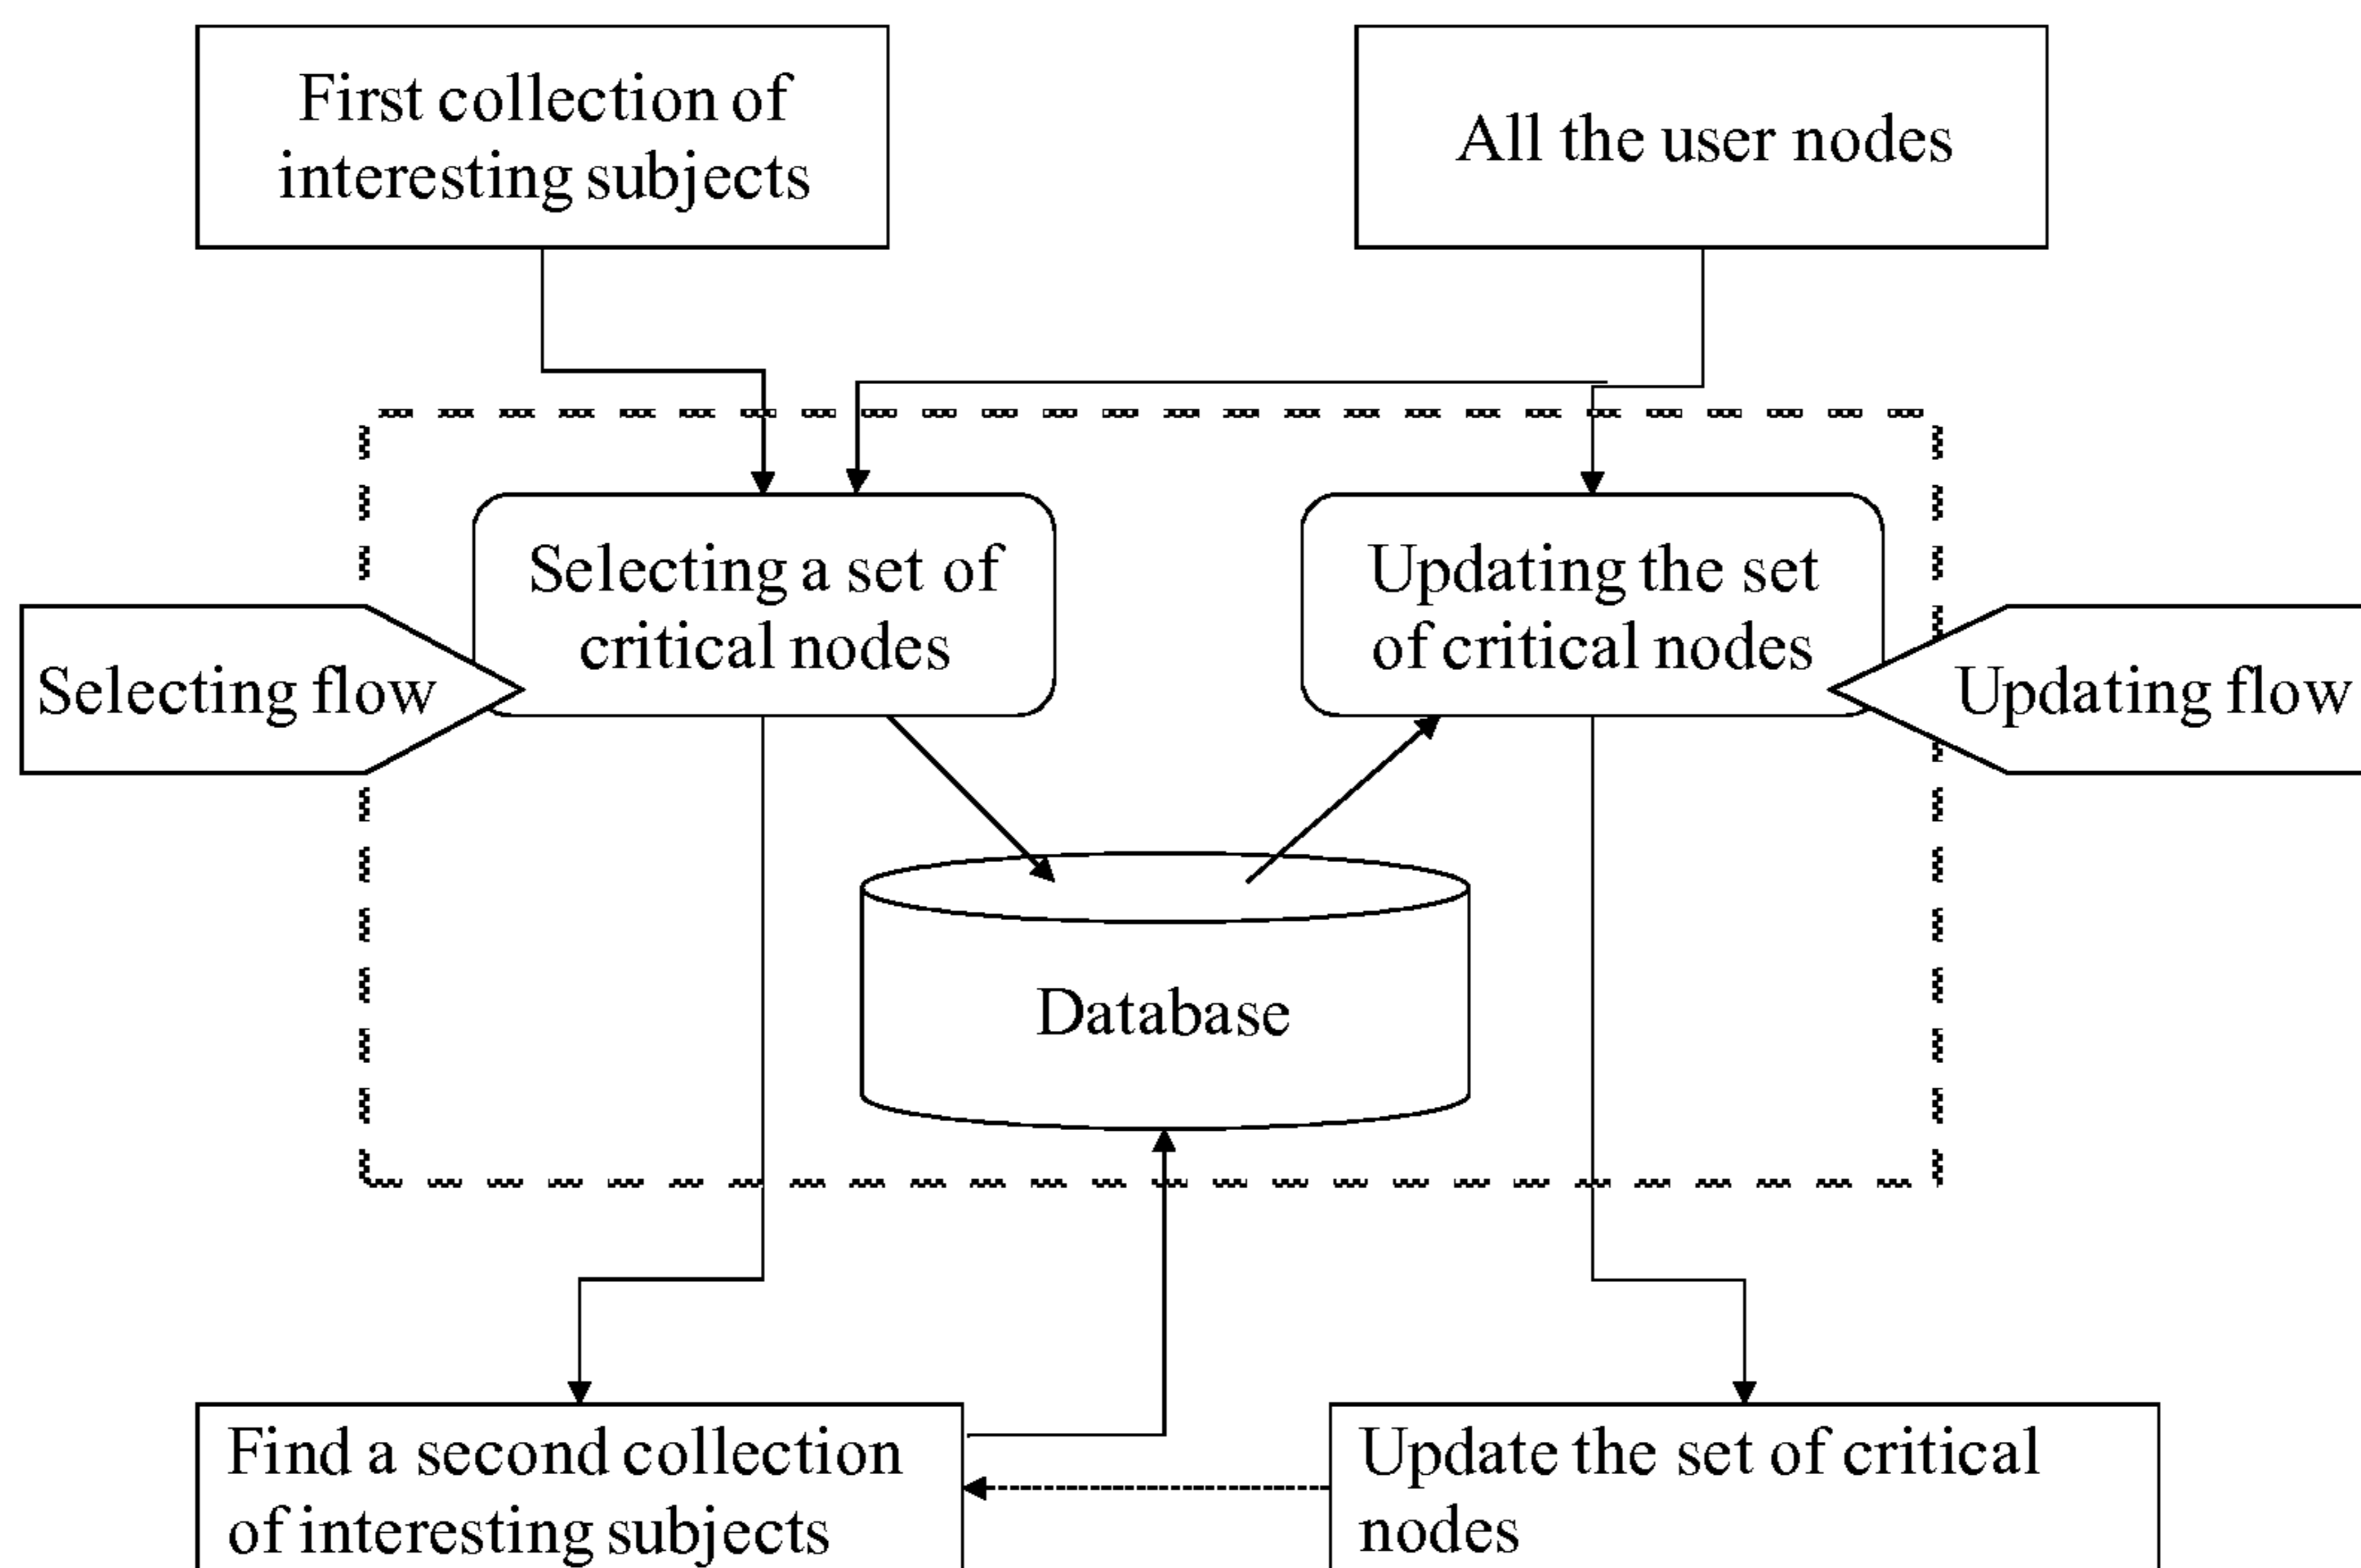 First collection of
interesting subjects
All the user nodes
Selecting a set of
critical nodes
Updating the set
of critical nodes
Selecting flow
Updating flow
Database
Find a second collection
of interesting subjects
Update the set of critical
nodes